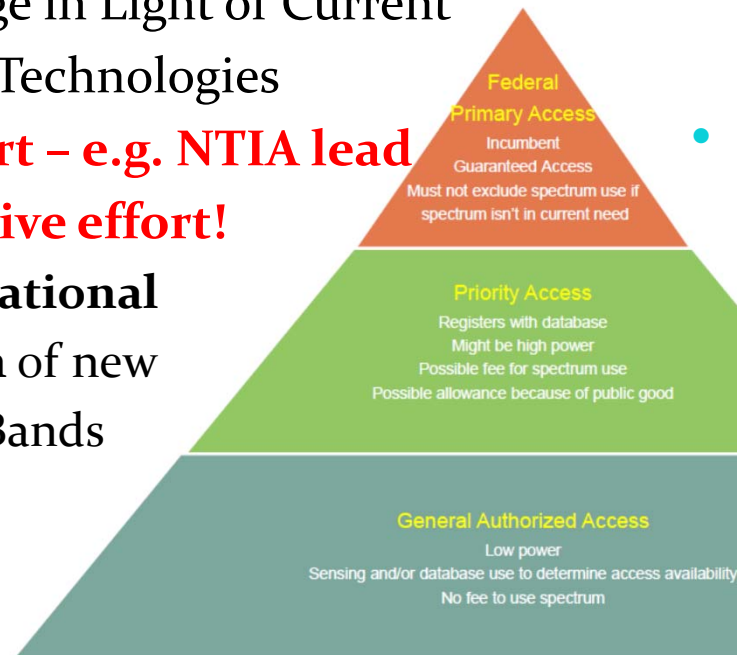 ge in Light of Current
Technologies
rt – e.g. NTIA lead
ive effort!
ational
of new
Bands
Federal
Primary Access
Incumbent
Guaranteed Access
Must not exclude spectrum use if
spectrum isn't in current need
Priority Access
Registers with database
Might be high power
Possible fee for spectrum use
Possible allowance because of public good
General Authorized Access
Low power
Sensing and/or database use to determine access availability
No fee to use spectrum